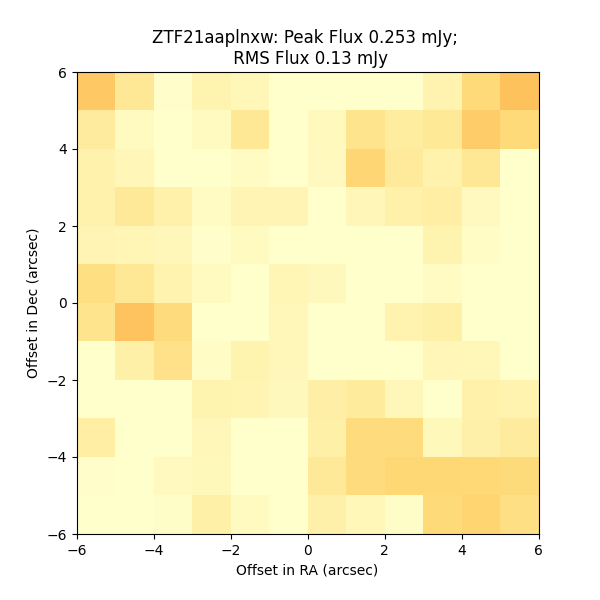 ZTF21aaplnxw: Peak Flux 0.253 mJy;
RMS Flux 0.13 mJy
6
4
2
0
−2
−4
−6
Offset in Dec (arcsec)
−6 −4 −2 0 2 4 6
Offset in RA (arcsec)